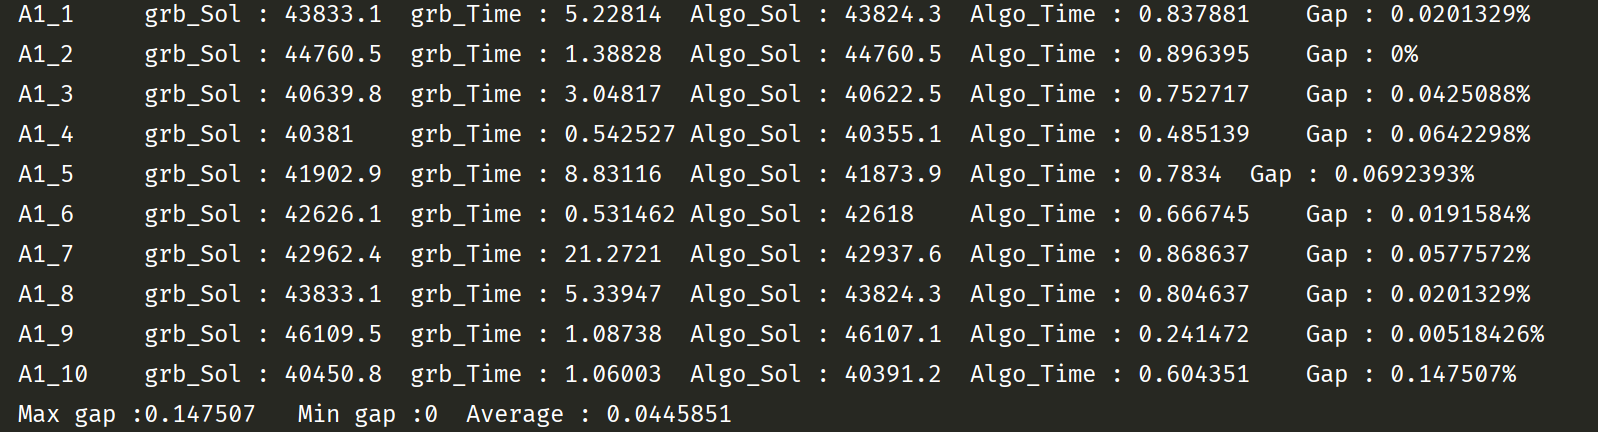 A1_1 grb_Sol : 43833.1 grb_Time : 5.22814 Algo_Sol : 43824.3 Algo_Time : 0.837881 Gap : 0.0201329%
A1_2 grb_Sol : 44760.5 grb_Time : 1.38828 Algo_Sol : 44760.5 Algo_Time : 0.896395 Gap : 0%
A1_3 grb_Sol : 40639.8 grb_Time : 3.04817 Algo_Sol : 40622.5 Algo_Time : 0.752717 Gap : 0.0425088%
A1_4 grb_Sol : 40381 grb_Time : 0.542527 Algo_Sol : 40355.1 Algo_Time : 0.485139 Gap : 0.0642298%
A1_5 grb_Sol : 41902.9 grb_Time : 8.83116 Algo_Sol : 41873.9 Algo_Time : 0.7834 Gap : 0.0692393%
A1_6 grb_Sol : 42626.1 grb_Time : 0.531462 Algo_Sol : 42618 Algo_Time : 0.666745 Gap : 0.0191584%
A1_7 grb_Sol : 42962.4 grb_Time : 21.2721 Algo_Sol : 42937.6 Algo_Time : 0.868637 Gap : 0.0577572%
A1_8 grb_Sol : 43833.1 grb_Time : 5.33947 Algo_Sol : 43824.3 Algo_Time : 0.804637 Gap : 0.0201329%
A1_9 grb_Sol : 46109.5 grb_Time : 1.08738 Algo_Sol : 46107.1 Algo_Time : 0.241472 Gap : 0.00518426%
A1_10 grb_Sol : 40450.8 grb_Time : 1.06003 Algo_Sol : 40391.2 Algo_Time : 0.604351 Gap : 0.147507%
Max gap :0.147507 Min gap :0 Average : 0.0445851